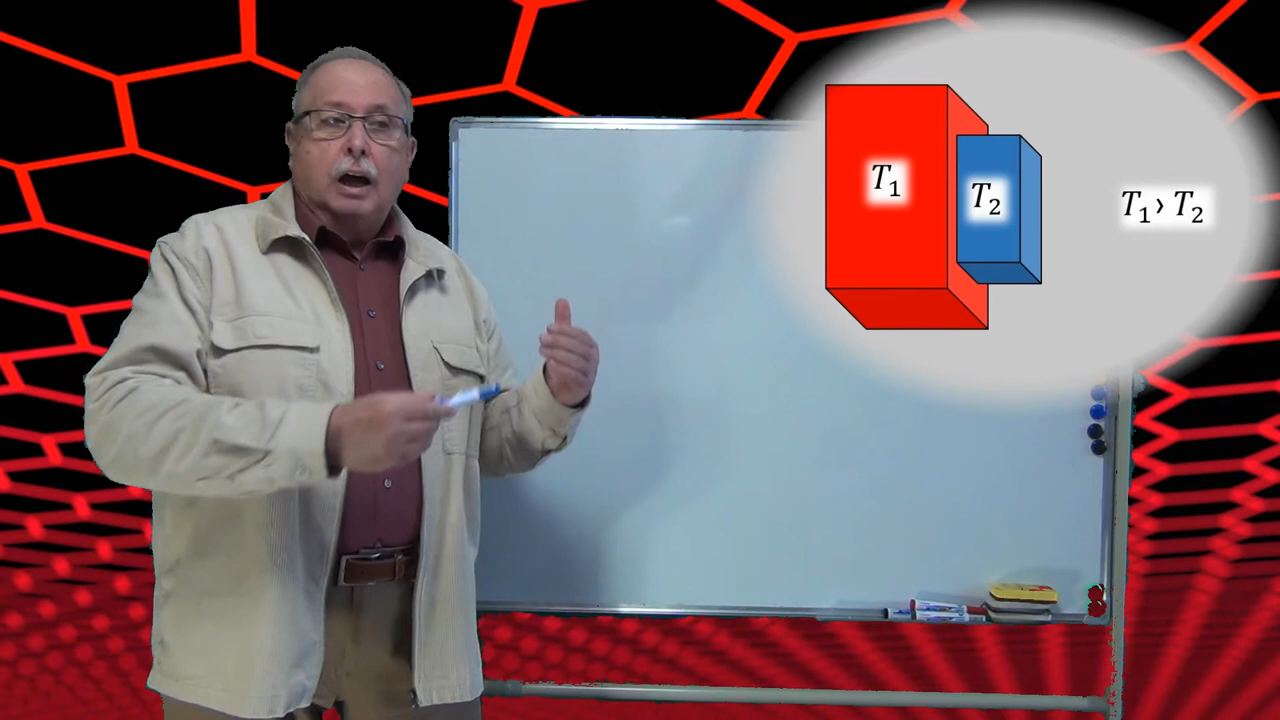 T₁
T₂
T₁ › T₂